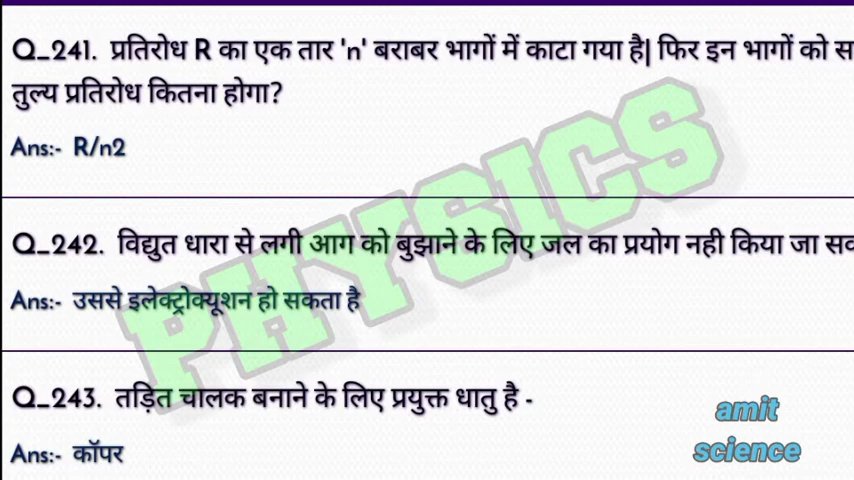 Q_241. प्रतिरोध R का एक तार 'n' बराबर भागों में काटा गया है| फिर इन भागों को
तुल्य प्रतिरोध कितना होगा?
Ans:- R/n2
PHYSICS
Q_242. विद्युत धारा से लगी आग को बुझाने के लिए जल का प्रयोग नही किया जा
Ans:- उससे इलेक्ट्रोक्यूशन हो सकता है
Q_243. तड़ित चालक बनाने के लिए प्रयुक्त धातु है -
Ans:- कॉपर
amit
science